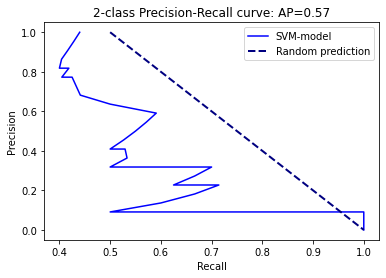 2-class Precision-Recall curve: AP=0.57
SVM-model
Random prediction
Precision
1.0
0.8
0.6
0.4
0.2
0.0
0.4 0.5 0.6 0.7 0.8 0.9 1.0
Recall